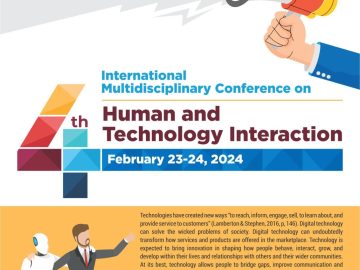 International
Multidisciplinary Conference on
4th
Human and
Technology Interaction
February 23-24, 2024
Technologies have created new ways "to reach, inform, engage, sell, to learn about, and
provide service to customers" (Lamberton & Stephen, 2016, p, 146). Digital technology
can solve the wicked problems of society. Digital technology can undoubtedly
transform how services and products are offered in the marketplace. Technology is
expected to bring innovation in shaping how people behave, interact, grow, and
develop within their lives and relationships with others and their wider communities.
At its best, technology allows people to bridge gaps, improve communication and